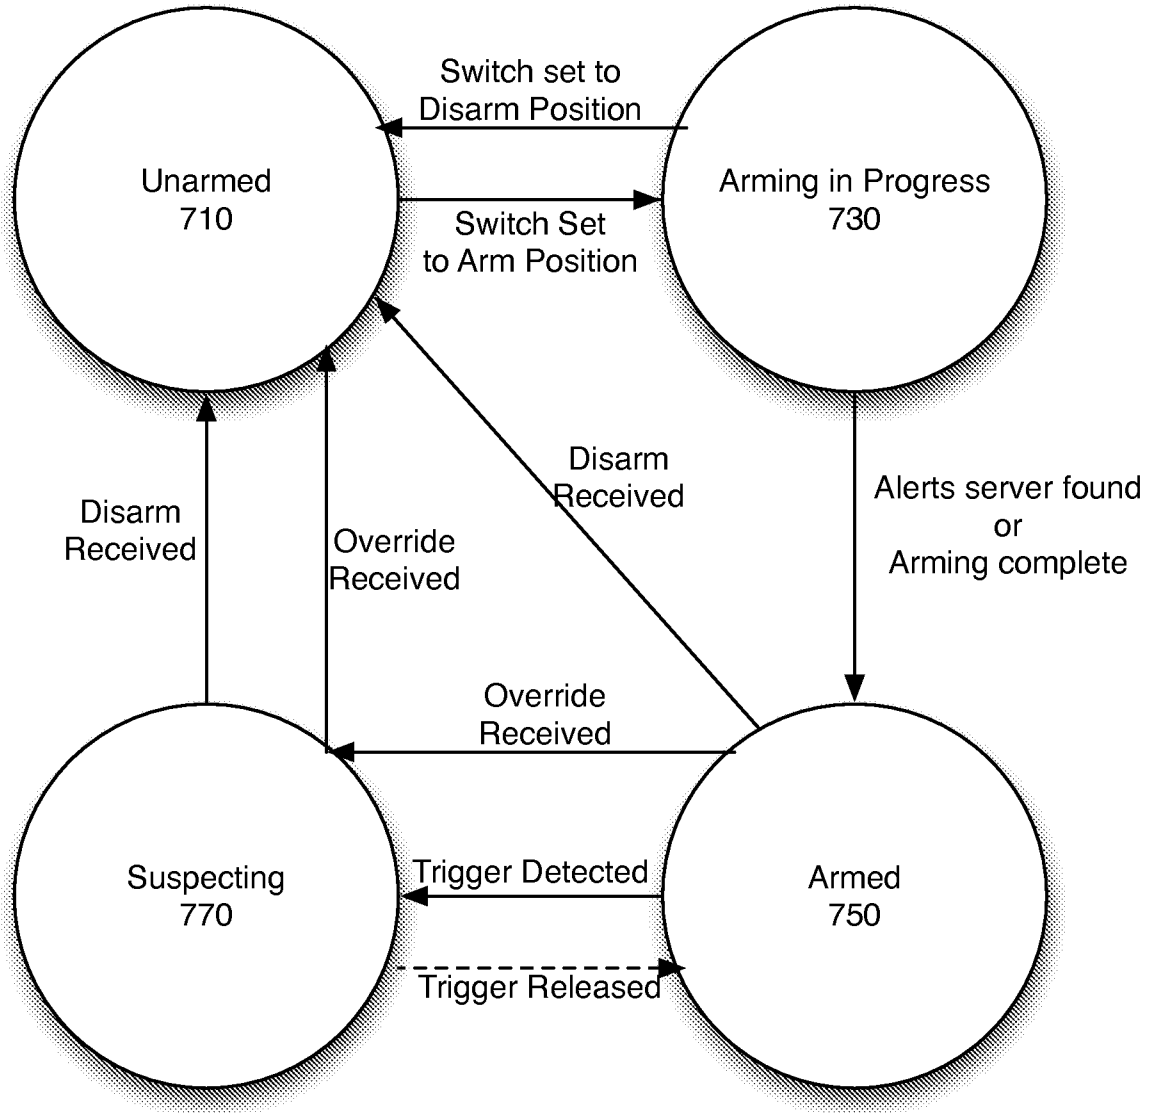 Switch set to
Disarm Position
Unarmed
710
Arming in Progress
730
Switch Set
to Arm Position
Disarm
Received
Alerts server found
or
Arming complete
Disarm
Received
Override
Received
Override
Received
Trigger Detected
Suspecting
770
Armed
750
Trigger Released